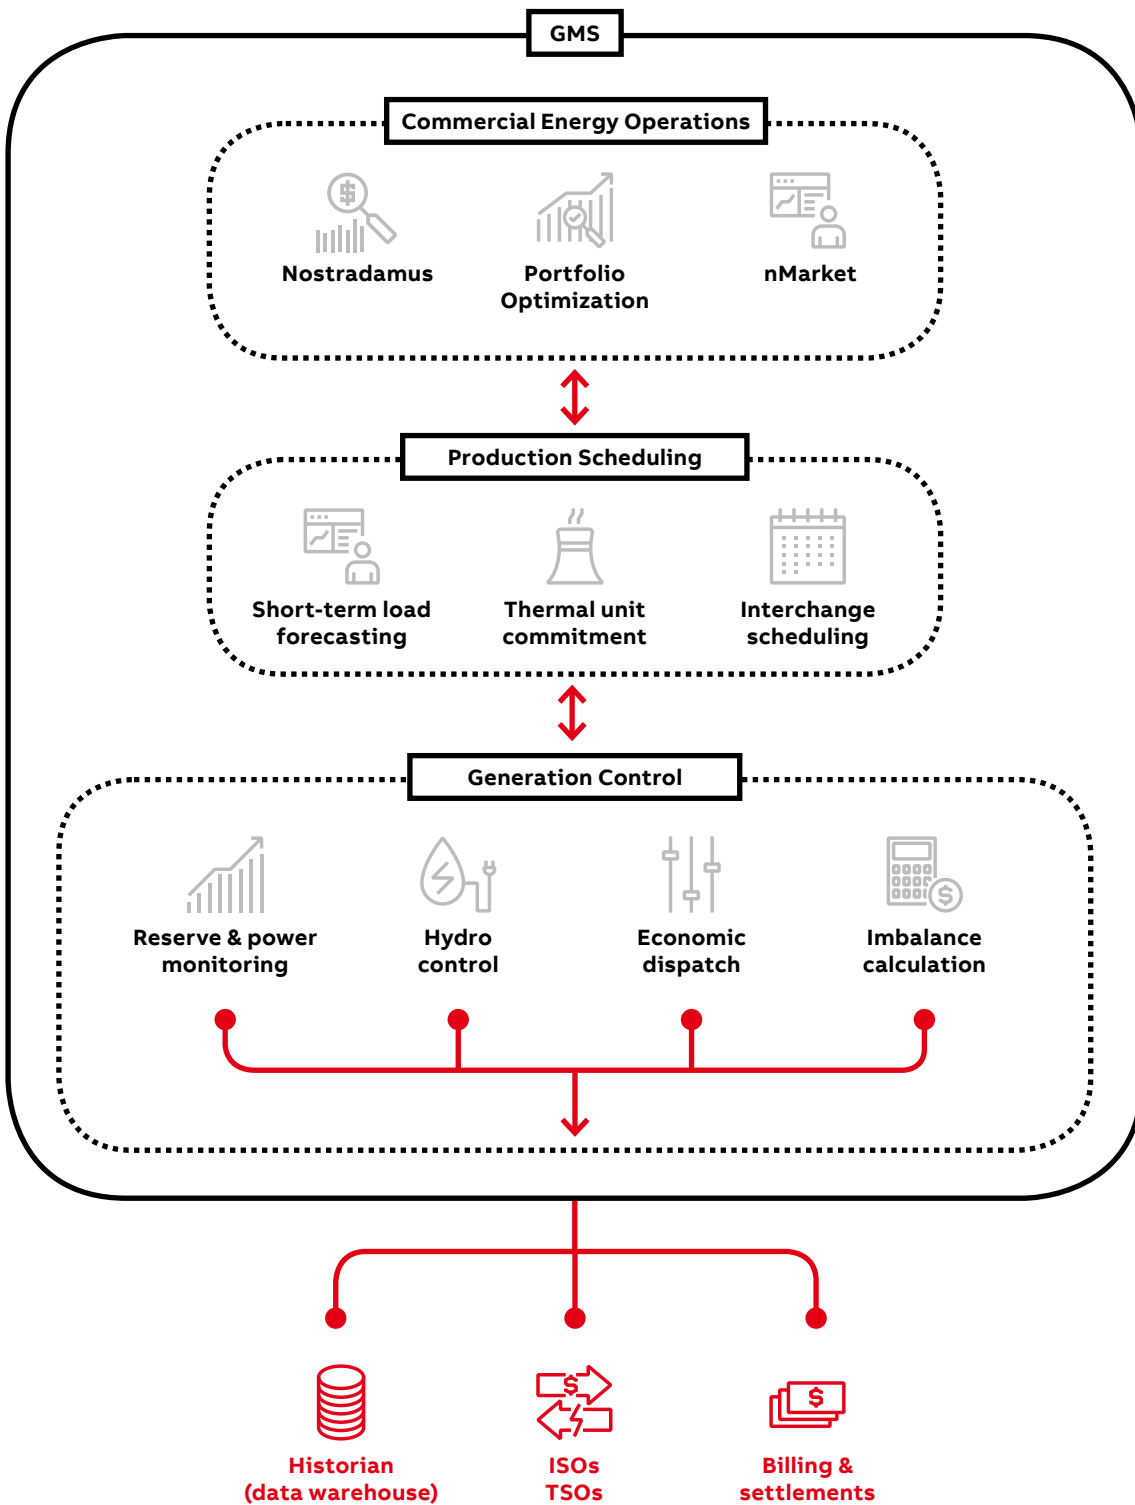 GMS
Commercial Energy Operations
$
Nostradamus
Portfolio
Optimization
nMarket
Production Scheduling
Short-term load
forecasting
Thermal unit
commitment
Interchange
scheduling
Generation Control
Reserve & power
monitoring
Hydro
control
Economic
dispatch
$
Imbalance
calculation
Historian
(data warehouse)
$
ISOs
TSOs
$
Billing &
settlements